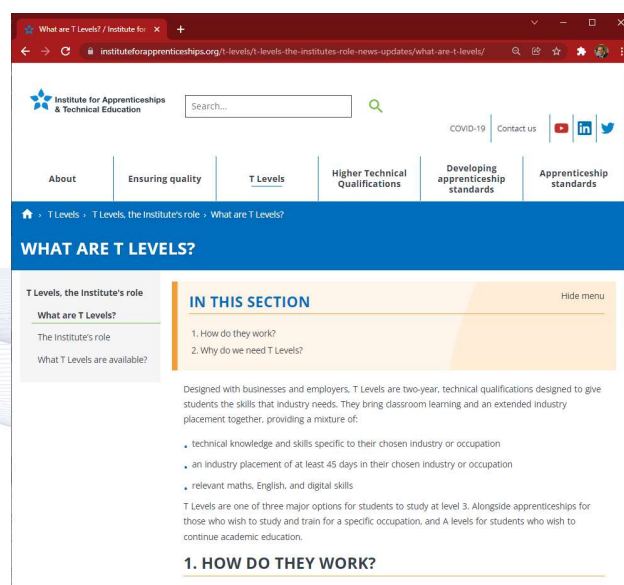 What are T Levels? / Institute for
instituteforapprenticeships.org/t-levels/t-levels-the-institutes-role-news-updates/what-are-t-levels/
Institute for Apprenticeships
& Technical Education
Search...
COVID-19
Contact us
About
Ensuring quality
T Levels
Higher Technical
Qualifications
Developing
apprenticeship
standards
Apprenticeship
standards
T Levels › T Levels, the Institute's role › What are T Levels?
WHAT ARE T LEVELS?
T Levels, the Institute's role
What are T Levels?
The Institute's role
What T Levels are available?
IN THIS SECTION
Hide menu
1. How do they work?
2. Why do we need T Levels?
Designed with businesses and employers, T Levels are two-year, technical qualifications designed to give
students the skills that industry needs. They bring classroom learning and an extended industry
placement together, providing a mixture of:
technical knowledge and skills specific to their chosen industry or occupation
an industry placement of at least 45 days in their chosen industry or occupation
relevant maths, English, and digital skills
T Levels are one of three major options for students to study at level 3. Alongside apprenticeships for
those who wish to study and train for a specific occupation, and A levels for students who wish to
continue academic education.
1. HOW DO THEY WORK?